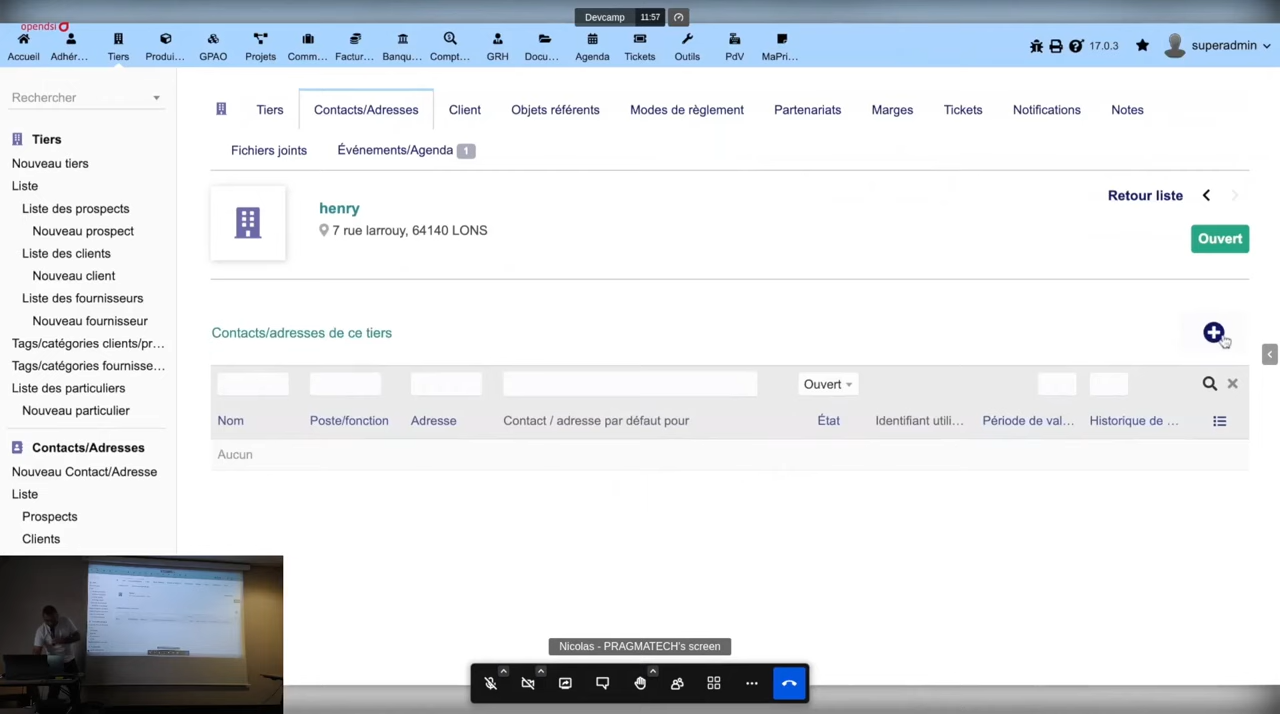 Devcamp 11:57
opendsi
Accueil Adhér... Tiers Produi... GPAO Projets Comm... Factur... Banqu... Compt... GRH Docu... Agenda Tickets Outils PdV MaPri... 17.0.3 superadmin
Rechercher
Tiers
Nouveau tiers
Liste
Liste des prospects
Nouveau prospect
Liste des clients
Nouveau client
Liste des fournisseurs
Nouveau fournisseur
Tags/catégories clients/pr...
Tags/catégories fournisse...
Liste des particuliers
Nouveau particulier
Contacts/Adresses
Nouveau Contact/Adresse
Liste
Prospects
Clients
Tiers Contacts/Adresses Client Objets référents Modes de règlement Partenariats Marges Tickets Notifications Notes
Fichiers joints Événements/Agenda 1
henry
7 rue larrouy, 64140 LONS
Retour liste
Ouvert
Contacts/adresses de ce tiers
Ouvert
Nom Poste/fonction Adresse Contact / adresse par défaut pour État Identifiant utili... Période de val... Historique de ...
Aucun
Nicolas - PRAGMATECH's screen